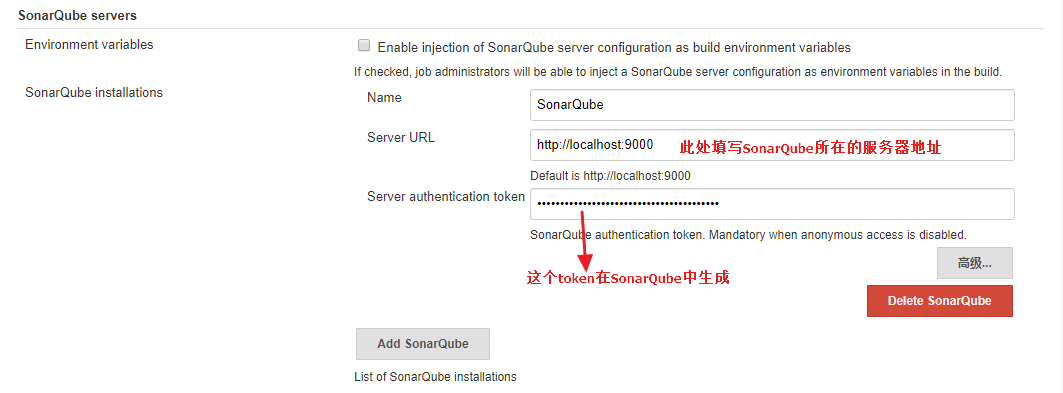 SonarQube servers
Environment variables
Enable injection of SonarQube server configuration as build environment variables
If checked, job administrators will be able to inject a SonarQube server configuration as environment variables in the build.
SonarQube installations
Name
SonarQube
Server URL
http://localhost:9000 此处填写SonarQube所在的服务器地址
Default is http://localhost:9000
Server authentication token
••••••••••••••••••••••••••••••••••••••••
SonarQube authentication token. Mandatory when anonymous access is disabled.
高级...
这个token在SonarQube中生成
Delete SonarQube
Add SonarQube
List of SonarQube installations